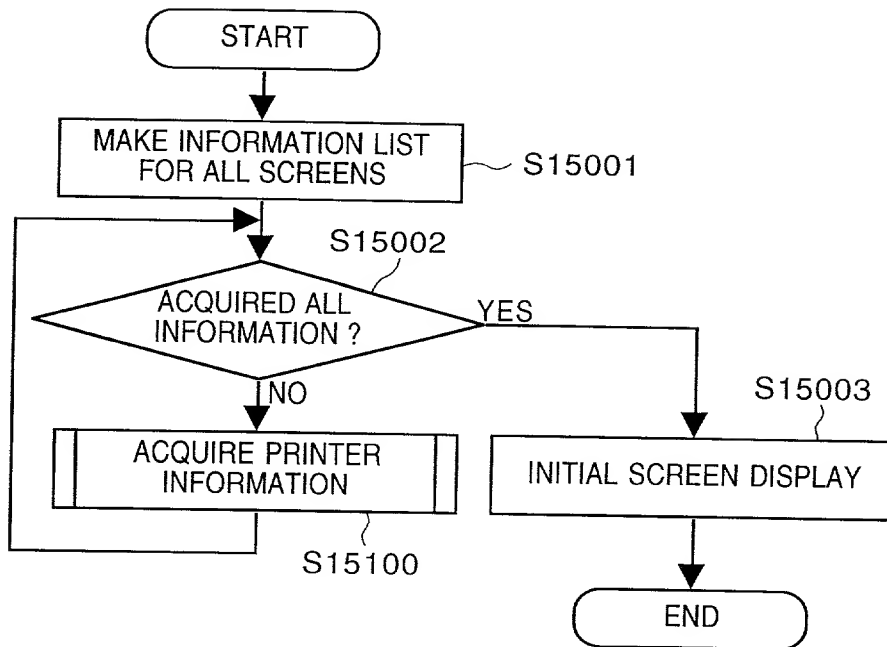 START
MAKE INFORMATION LIST
FOR ALL SCREENS
S15001
S15002
ACQUIRED ALL
INFORMATION ?
YES
NO
S15003
ACQUIRE PRINTER
INFORMATION
INITIAL SCREEN DISPLAY
S15100
END